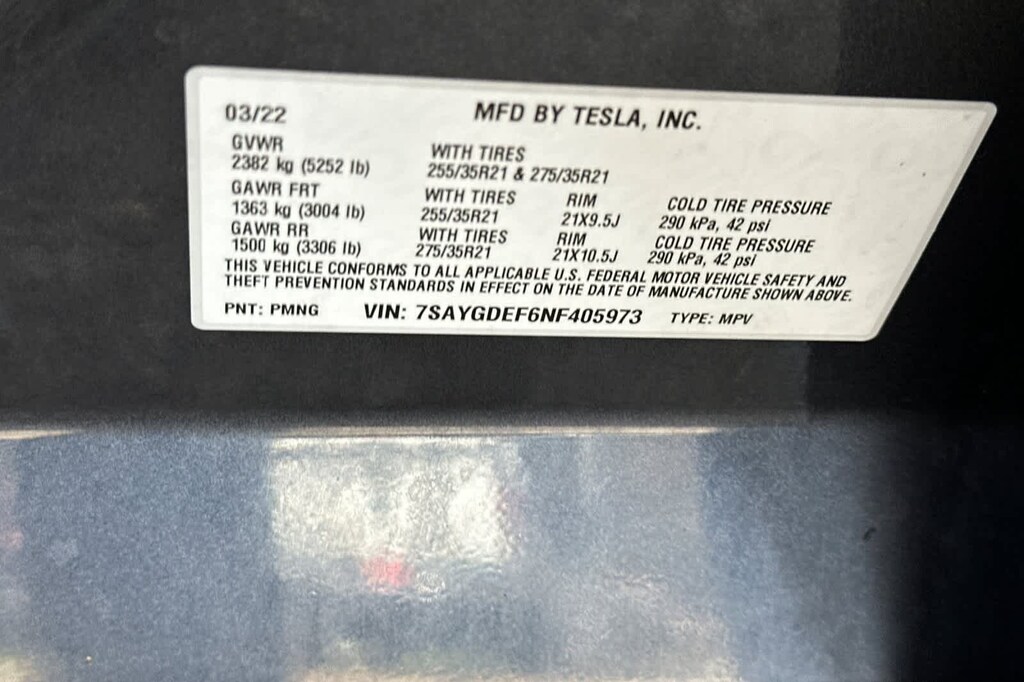 03/22 MFD BY TESLA, INC.
GVWR WITH TIRES
2382 kg (5252 lb) 255/35R21 & 275/35R21
GAWR FRT WITH TIRES RIM COLD TIRE PRESSURE
1363 kg (3004 lb) 255/35R21 21X9.5J 290 kPa, 42 psi
GAWR RR WITH TIRES RIM COLD TIRE PRESSURE
1500 kg (3306 lb) 275/35R21 21X10.5J 290 kPa, 42 psi
THIS VEHICLE CONFORMS TO ALL APPLICABLE U.S. FEDERAL MOTOR VEHICLE SAFETY AND
THEFT PREVENTION STANDARDS IN EFFECT ON THE DATE OF MANUFACTURE SHOWN ABOVE.
PNT: PMNG VIN: 7SAYGDEF6NF405973 TYPE: MPV